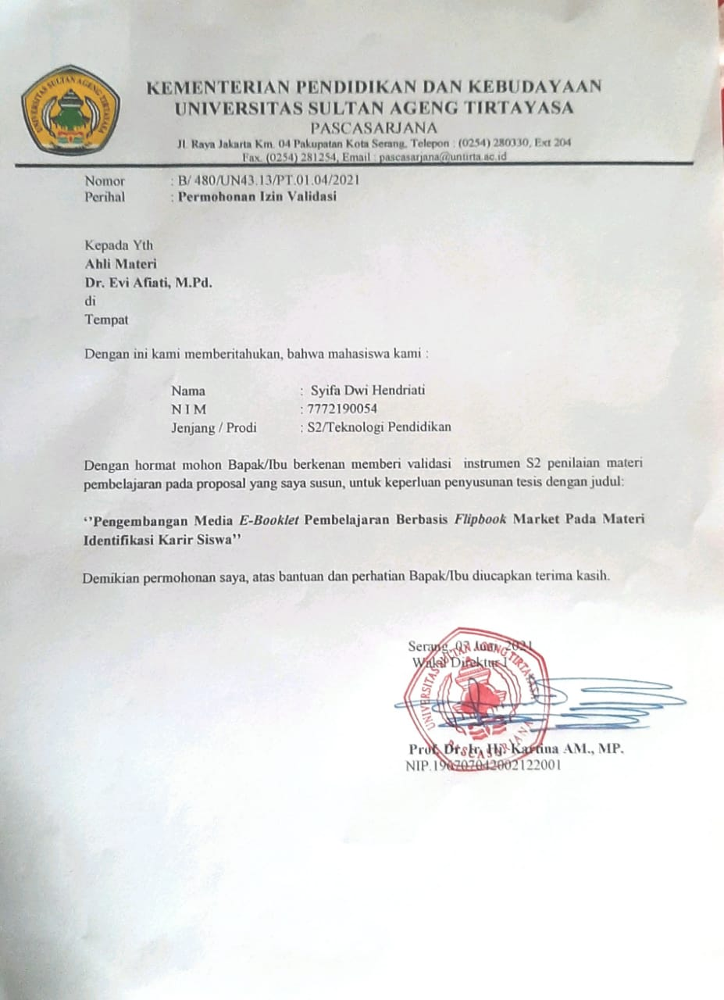 UNIVERSITAS SULTAN AGENG TIRTAYASA
KEMENTERIAN PENDIDIKAN DAN KEBUDAYAAN
UNIVERSITAS SULTAN AGENG TIRTAYASA
PASCASARJANA
Jl. Raya Jakarta Km. 04 Pakupatan Kota Serang, Telepon : (0254) 280330, Ext 204
Fax. (0254) 281254, Email : pascasarjana@untirta.ac.id
Nomor : B/ 480/UN43.13/PT.01.04/2021
Perihal : Permohonan Izin Validasi
Kepada Yth
Ahli Materi
Dr. Evi Afiati, M.Pd.
di
Tempat
Dengan ini kami memberitahukan, bahwa mahasiswa kami :
Nama : Syifa Dwi Hendriati
N I M : 7772190054
Jenjang / Prodi : S2/Teknologi Pendidikan
Dengan hormat mohon Bapak/Ibu berkenan memberi validasi instrumen S2 penilaian materi
pembelajaran pada proposal yang saya susun, untuk keperluan penyusunan tesis dengan judul:
‘’Pengembangan Media E-Booklet Pembelajaran Berbasis Flipbook Market Pada Materi
Identifikasi Karir Siswa’’
Demikian permohonan saya, atas bantuan dan perhatian Bapak/Ibu diucapkan terima kasih.
Serang, 2021
Wakil Direktur I
UNIVERSITAS SULTAN AGENG TIRTAYASA
PASCASARJANA
Prof. Dr. Ir. Hj. Kartina AM., MP.
NIP.196707042002122001